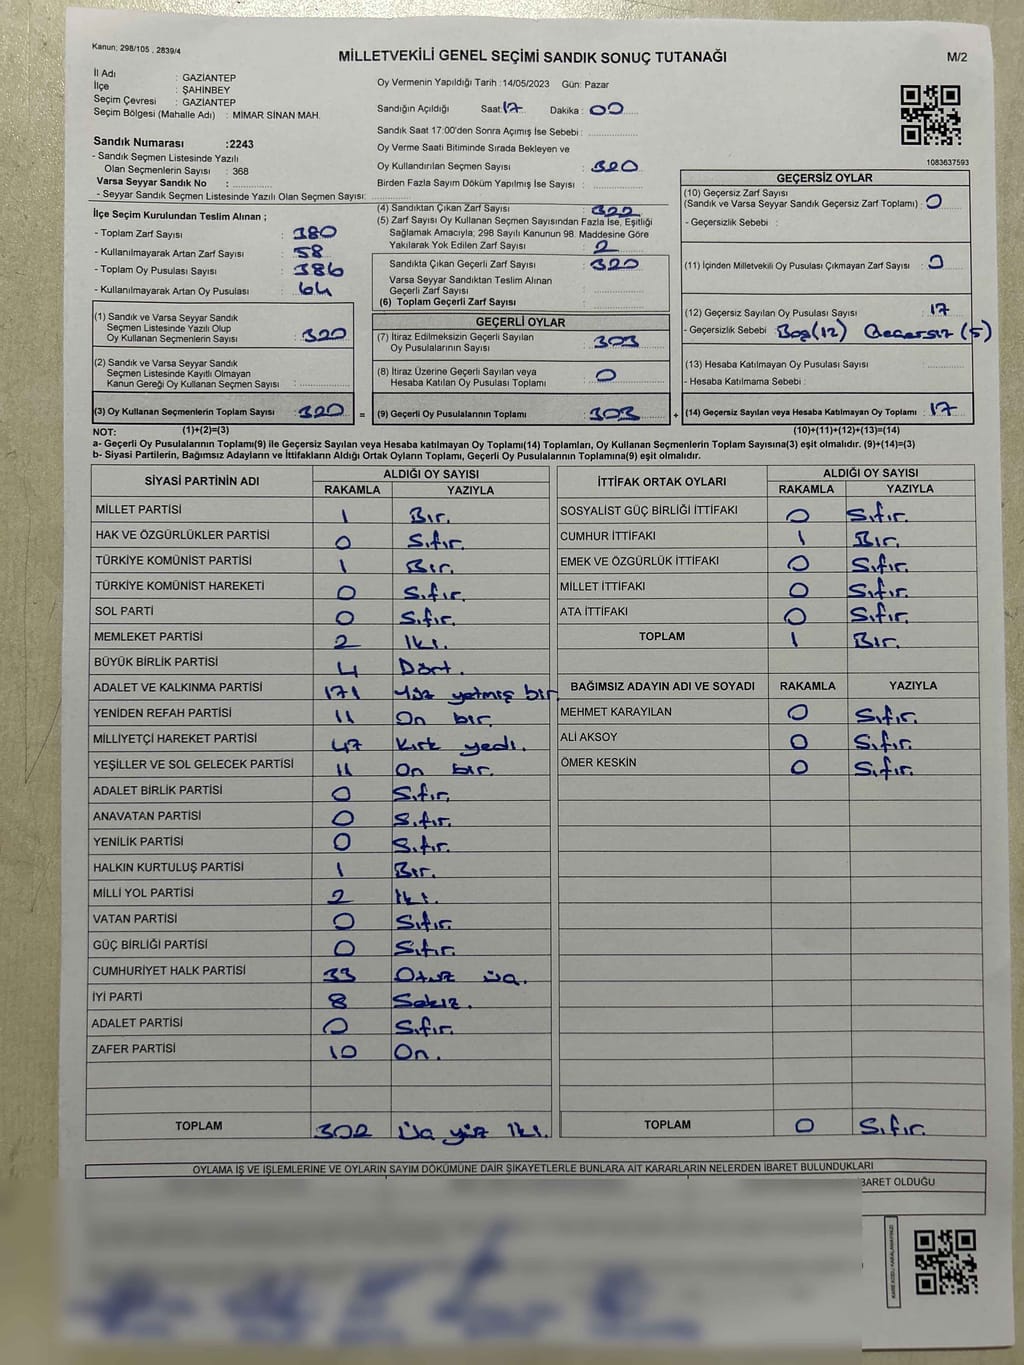 Kanun; 298/105 , 2839/4
MİLLETVEKİLİ GENEL SEÇİMİ SANDIK SONUÇ TUTANAĞI
M/2
İl Adı : GAZİANTEP
İlçe : ŞAHİNBEY
Seçim Çevresi : GAZİANTEP
Seçim Bölgesi (Mahalle Adı) : MİMAR SİNAN MAH.
Sandık Numarası :2243
- Sandık Seçmen Listesinde Yazılı
Olan Seçmenlerin Sayısı : 368
Varsa Seyyar Sandık No :
- Seyyar Sandık Seçmen Listesinde Yazılı Olan Seçmen Sayısı:
Oy Vermenin Yapıldığı Tarih :14/05/2023 Gün: Pazar
Sandığın Açıldığı Saat:17 Dakika : 00
Sandık Saat 17:00'den Sonra Açımış İse Sebebi :
Oy Verme Saati Bitiminde Sırada Bekleyen ve
Oy Kullandırılan Seçmen Sayısı : 320
Birden Fazla Sayım Döküm Yapılmış İse Sayısı :
1083637593
İlçe Seçim Kurulundan Teslim Alınan ;
- Toplam Zarf Sayısı : 380
- Kullanılmayarak Artan Zarf Sayısı : 58
- Toplam Oy Pusulası Sayısı : 386
- Kullanılmayarak Artan Oy Pusulası : 64
(4) Sandıktan Çıkan Zarf Sayısı : 322
(5) Zarf Sayısı Oy Kullanan Seçmen Sayısından Fazla İse, Eşitliği
Sağlamak Amacıyla; 298 Sayılı Kanunun 98. Maddesine Göre
Yakılarak Yok Edilen Zarf Sayısı : 2
Sandıkta Çıkan Geçerli Zarf Sayısı : 320
Varsa Seyyar Sandıktan Teslim Alınan
Geçerli Zarf Sayısı :
(6) Toplam Geçerli Zarf Sayısı :
GEÇERSİZ OYLAR
(10) Geçersiz Zarf Sayısı
(Sandık ve Varsa Seyyar Sandık Geçersiz Zarf Toplamı) : 0
- Geçersizlik Sebebi :
(11) İçinden Milletvekili Oy Pusulası Çıkmayan Zarf Sayısı : 0
(12) Geçersiz Sayılan Oy Pusulası Sayısı : 17
- Geçersizlik Sebebi : Boş(12) Geçersiz (5)
(13) Hesaba Katılmayan Oy Pusulası Sayısı :
- Hesaba Katılmama Sebebi :
(14) Geçersiz Sayılan veya Hesaba Katılmayan Oy Toplamı : 17
(10)+(11)+(12)+(13)=(14)
(1) Sandık ve Varsa Seyyar Sandık
Seçmen Listesinde Yazılı Olup
Oy Kullanan Seçmenlerin Sayısı : 320
(2) Sandık ve Varsa Seyyar Sandık
Seçmen Listesinde Kayıtlı Olmayan
Kanun Gereği Oy Kullanan Seçmen Sayısı :
(3) Oy Kullanan Seçmenlerin Toplam Sayısı : 320 =
GEÇERLİ OYLAR
(7) İtiraz Edilmeksizin Geçerli Sayılan
Oy Pusulalarının Sayısı : 303
(8) İtiraz Üzerine Geçerli Sayılan veya
Hesaba Katılan Oy Pusulası Toplamı : 0
(9) Geçerli Oy Pusulalarının Toplamı : 303 +
NOT: (1)+(2)=(3)
a- Geçerli Oy Pusulasının Toplamı(9) ile Geçersiz Sayılan veya Hesaba katılmayan Oy Toplamı(14) Toplamları, Oy Kullanan Seçmenlerin Toplam Sayısına(3) eşit olmalıdır. (9)+(14)=(3)
b- Siyasi Partilerin, Bağımsız Adayların ve İttifakların Aldığı Ortak Oyların Toplamı, Geçerli Oy Pusulalarının Toplamına(9) eşit olmalıdır.
SİYASİ PARTİNİN ADI ALDIĞI OY SAYISI
RAKAMLA YAZIYLA
MİLLET PARTİSİ 1 Bir.
HAK VE ÖZGÜRLÜKLER PARTİSİ 0 Sıfır.
TÜRKİYE KOMÜNİST PARTİSİ 1 Bir.
TÜRKİYE KOMÜNİST HAREKETİ 0 Sıfır.
SOL PARTİ 0 Sıfır.
MEMLEKET PARTİSİ 2 İki.
BÜYÜK BİRLİK PARTİSİ 4 Dört.
ADALET VE KALKINMA PARTİSİ 171 Yüz yetmiş bir
YENİDEN REFAH PARTİSİ 11 On bir.
MİLLİYETÇİ HAREKET PARTİSİ 47 Kırk yedi.
YEŞİLLER VE SOL GELECEK PARTİSİ 11 On bir.
ADALET BİRLİK PARTİSİ 0 Sıfır.
ANAVATAN PARTİSİ 0 Sıfır.
YENİLİK PARTİSİ 0 Sıfır.
HALKIN KURTULUŞ PARTİSİ 1 Bir.
MİLLİ YOL PARTİSİ 2 İki.
VATAN PARTİSİ 0 Sıfır.
GÜÇ BİRLİĞİ PARTİSİ 0 Sıfır.
CUMHURİYET HALK PARTİSİ 33 Otuz üç.
İYİ PARTİ 8 Sekiz.
ADALET PARTİSİ 0 Sıfır.
ZAFER PARTİSİ 10 On.
TOPLAM 302 Üç yüz iki.
İTTİFAK ORTAK OYLARI ALDIĞI OY SAYISI
RAKAMLA YAZIYLA
SOSYALİST GÜÇ BİRLİĞİ İTTİFAKI 0 Sıfır.
CUMHUR İTTİFAKI 1 Bir.
EMEK VE ÖZGÜRLÜK İTTİFAKI 0 Sıfır.
MİLLET İTTİFAKI 0 Sıfır.
ATA İTTİFAKI 0 Sıfır.
TOPLAM 1 Bir.
BAĞIMSIZ ADAYIN ADI VE SOYADI RAKAMLA YAZIYLA
MEHMET KARAYILAN 0 Sıfır.
ALİ AKSOY 0 Sıfır.
ÖMER KESKİN 0 Sıfır.
TOPLAM 0 Sıfır.
OYLAMA İŞ VE İŞLEMLERİNE VE OYLARIN SAYIM DÖKÜMÜNE DAİR ŞİKAYETLERLE BUNLARA AİT KARARLARIN NELERDEN İBARET BULUNDUKLARI
İBARET OLDUĞU